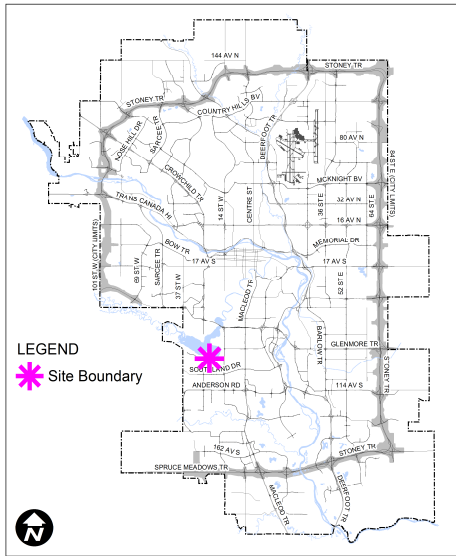 144 AV N
STONEY TR
STONEY TR
COUNTRY HILLS BV
NOSE HILL DR
SARCEE TR
DEERFOOT TR
80 AV N
CROWCHILD TR
14 ST W
CENTRE ST
MCKNIGHT BV
36 ST E
32 AV N
64 ST E
84 ST E (CITY LIMITS)
TRANS CANADA HI
16 AV N
101 ST W (CITY LIMITS)
BOW TR
MEMORIAL DR
17 AV S
17 AV S
69 ST W
SARCEE TR
37 ST W
MACLEOD TR
52 ST E
BARLOW TR
GLENMORE TR
LEGEND
Site Boundary
SOUTHLAND DR
ANDERSON RD
114 AV S
STONEY TR
162 AV S
STONEY TR
SPRUCE MEADOWS TR
MACLEOD TR
DEERFOOT TR
N